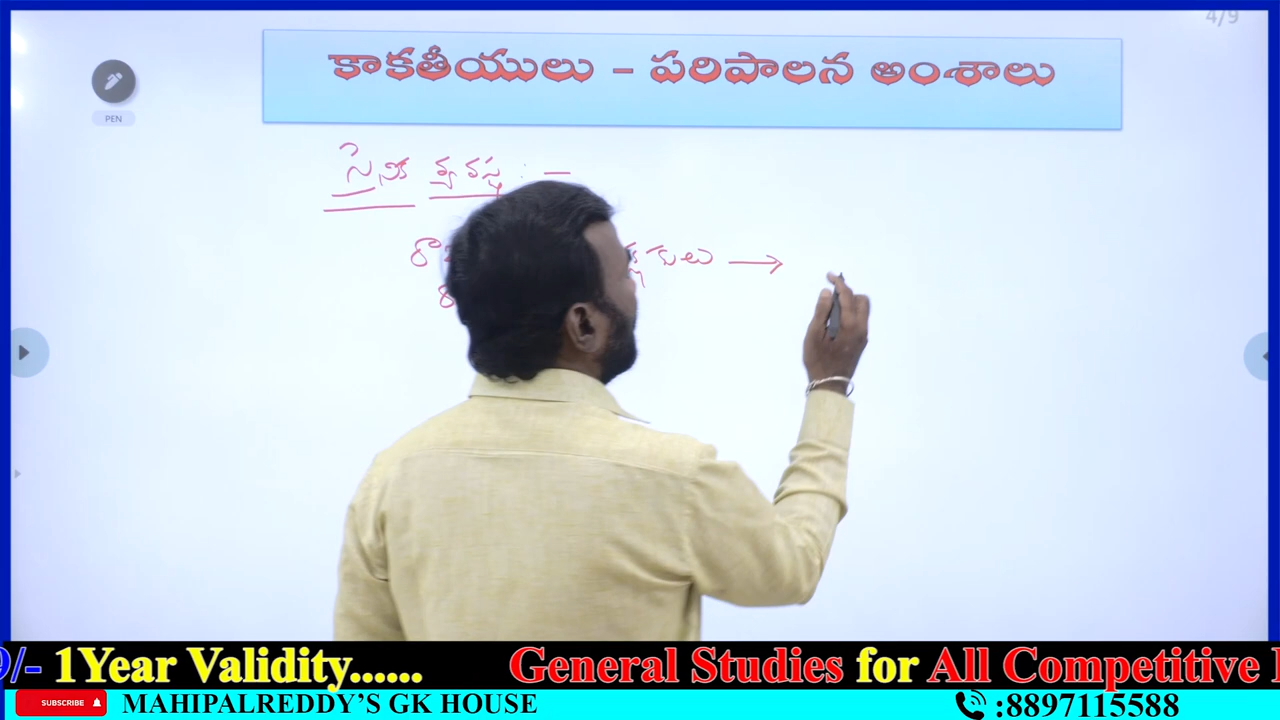 4/9
కాకతీయులు - పరిపాలన అంశాలు
PEN
సైనిక వ్యవస్థ : -
9/- 1Year Validity...... General Studies for All Competitive
SUBSCRIBE MAHIPALREDDY'S GK HOUSE :8897115588